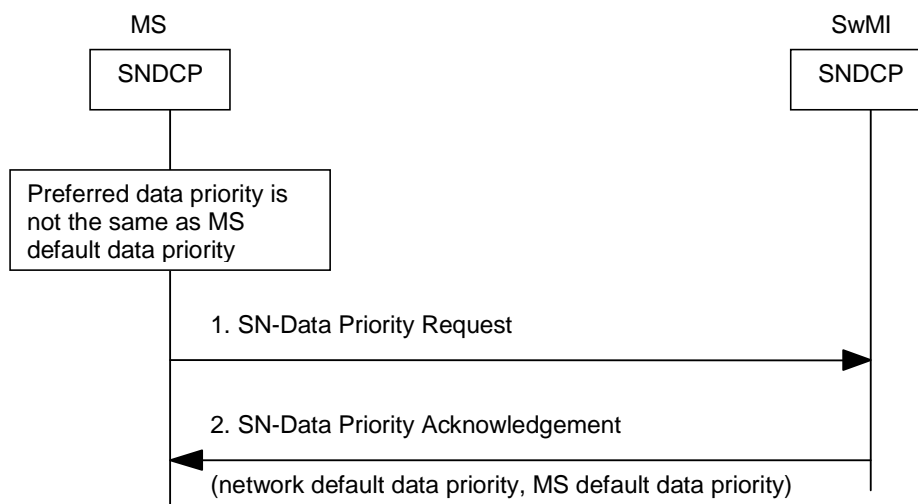 MS
SwMI
SNDCP
SNDCP
Preferred data priority is
not the same as MS
default data priority
1. SN-Data Priority Request
2. SN-Data Priority Acknowledgement
(network default data priority, MS default data priority)